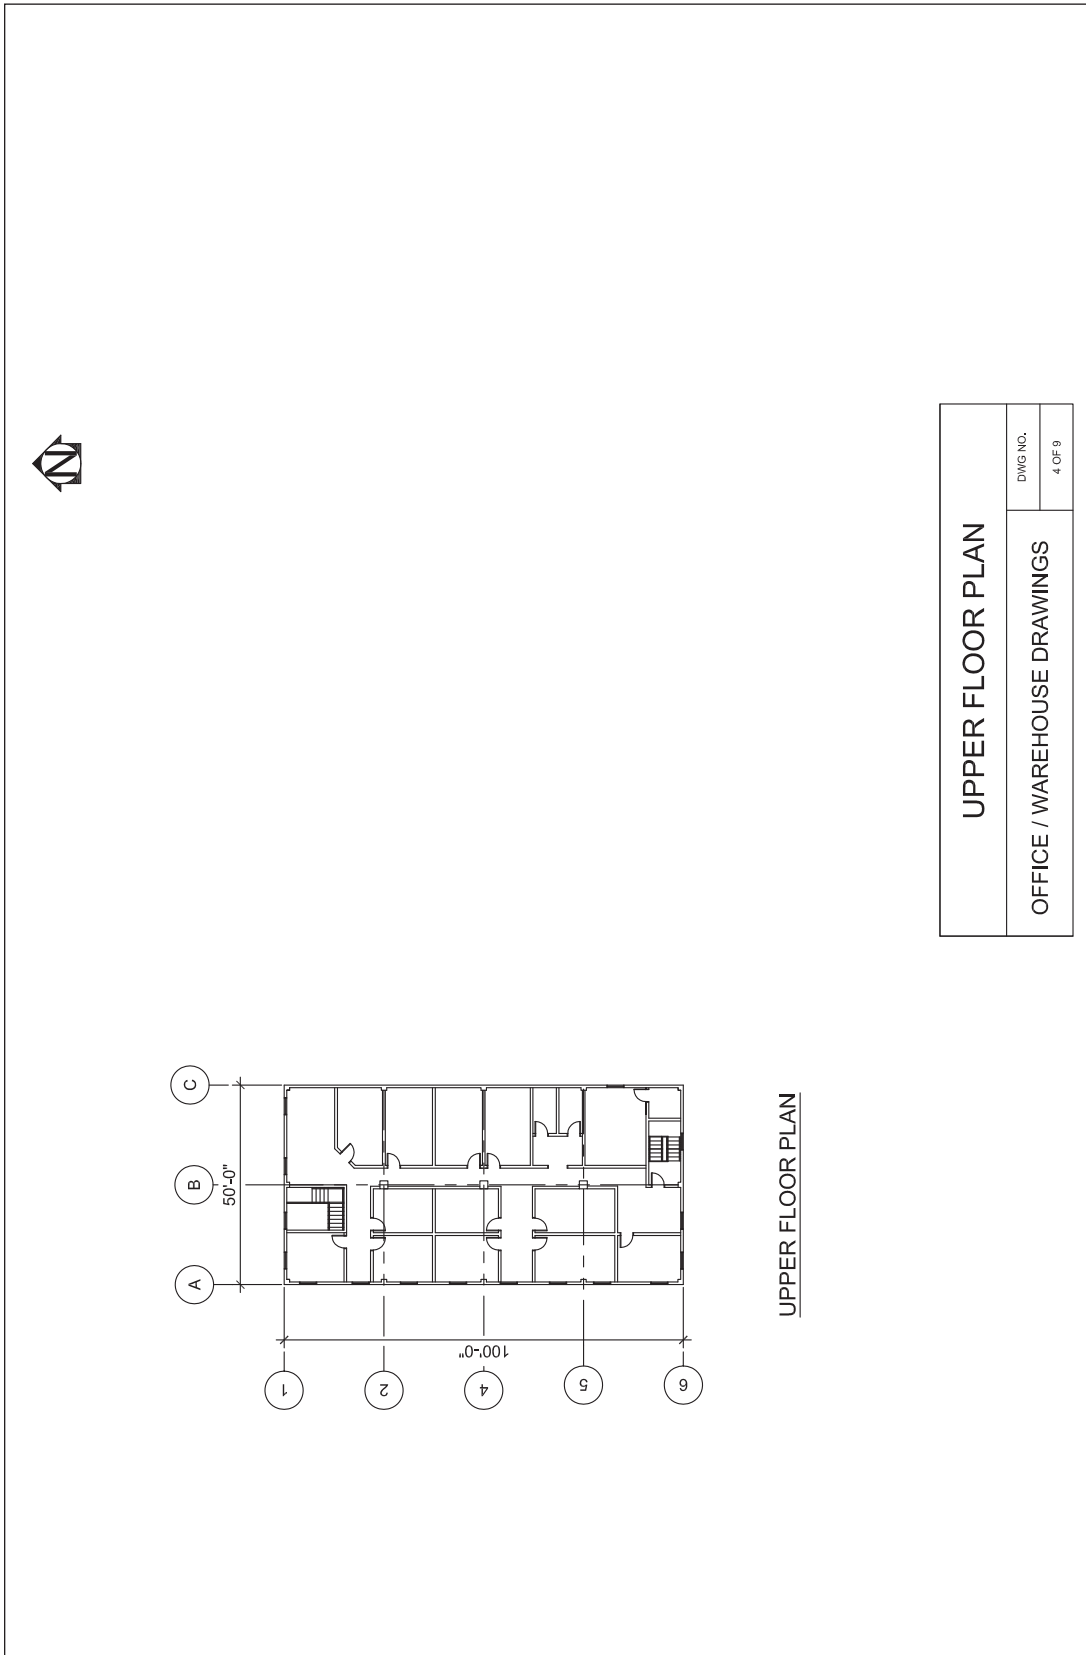 N
A
B
C
50'-0"
100'-0"
1
2
4
5
6
UPPER FLOOR PLAN
UPPER FLOOR PLAN
OFFICE / WAREHOUSE DRAWINGS
DWG NO.
4 OF 9